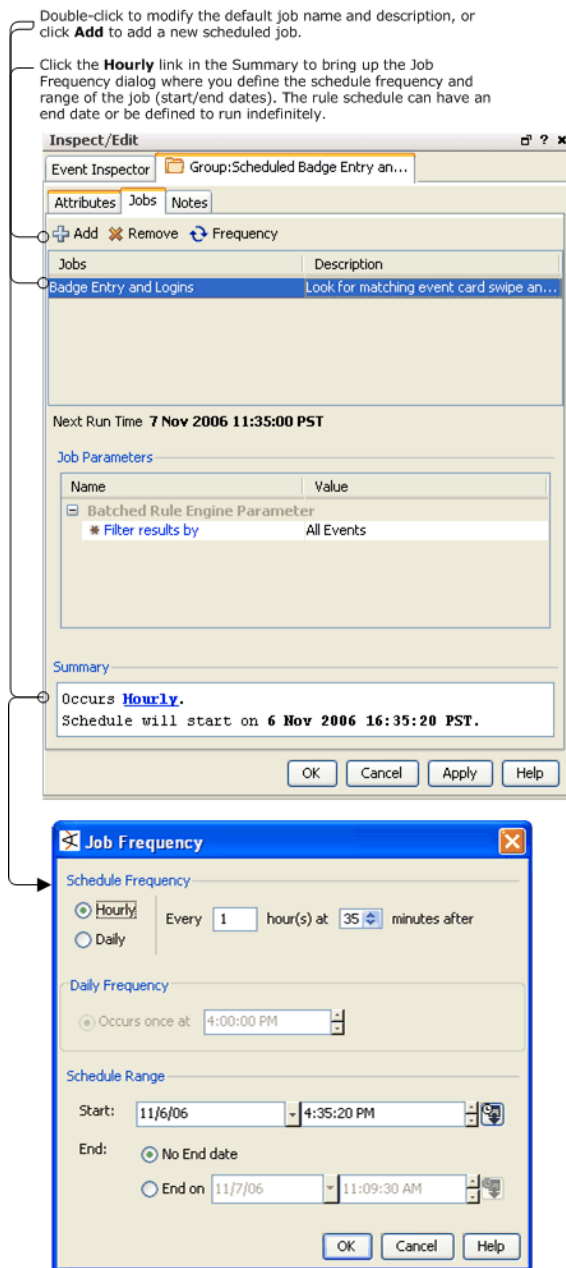 Double-click to modify the default job name and description, or
click Add to add a new scheduled job.
Click the Hourly link in the Summary to bring up the Job
Frequency dialog where you define the schedule frequency and
range of the job (start/end dates). The rule schedule can have an
end date or be defined to run indefinitely.
Inspect/Edit
Event Inspector Group:Scheduled Badge Entry an...
Attributes Jobs Notes
Add Remove Frequency
Jobs Description
Badge Entry and Logins Look for matching event card swipe an...
Next Run Time 7 Nov 2006 11:35:00 PST
Job Parameters
Name Value
Batched Rule Engine Parameter
Filter results by All Events
Summary
Occurs Hourly.
Schedule will start on 6 Nov 2006 16:35:20 PST.
OK Cancel Apply Help
Job Frequency
Schedule Frequency
Hourly Every 1 hour(s) at 35 minutes after
Daily
Daily Frequency
Occurs once at 4:00:00 PM
Schedule Range
Start: 11/6/06 4:35:20 PM
End: No End date
End on 11/7/06 11:09:30 AM
OK Cancel Help